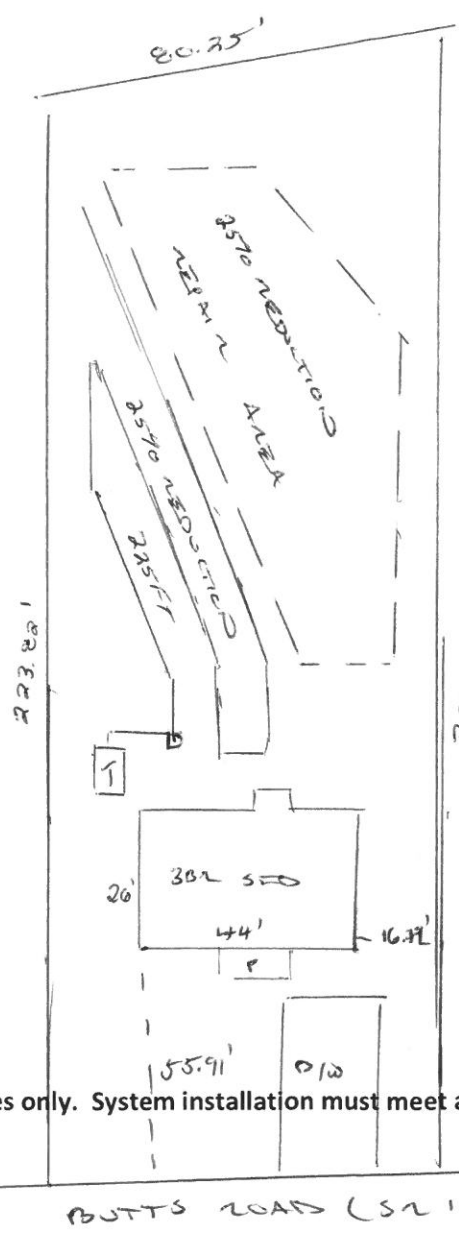 80.25'
25% REDUCTION
REPAIR AREA
25% REDUCTION
225FT
223.82'
T
26'
3BR SFD
44'
16.72'
P
55.91'
D/W
es only. System installation must meet a
BUTTS ROAD (SR 1